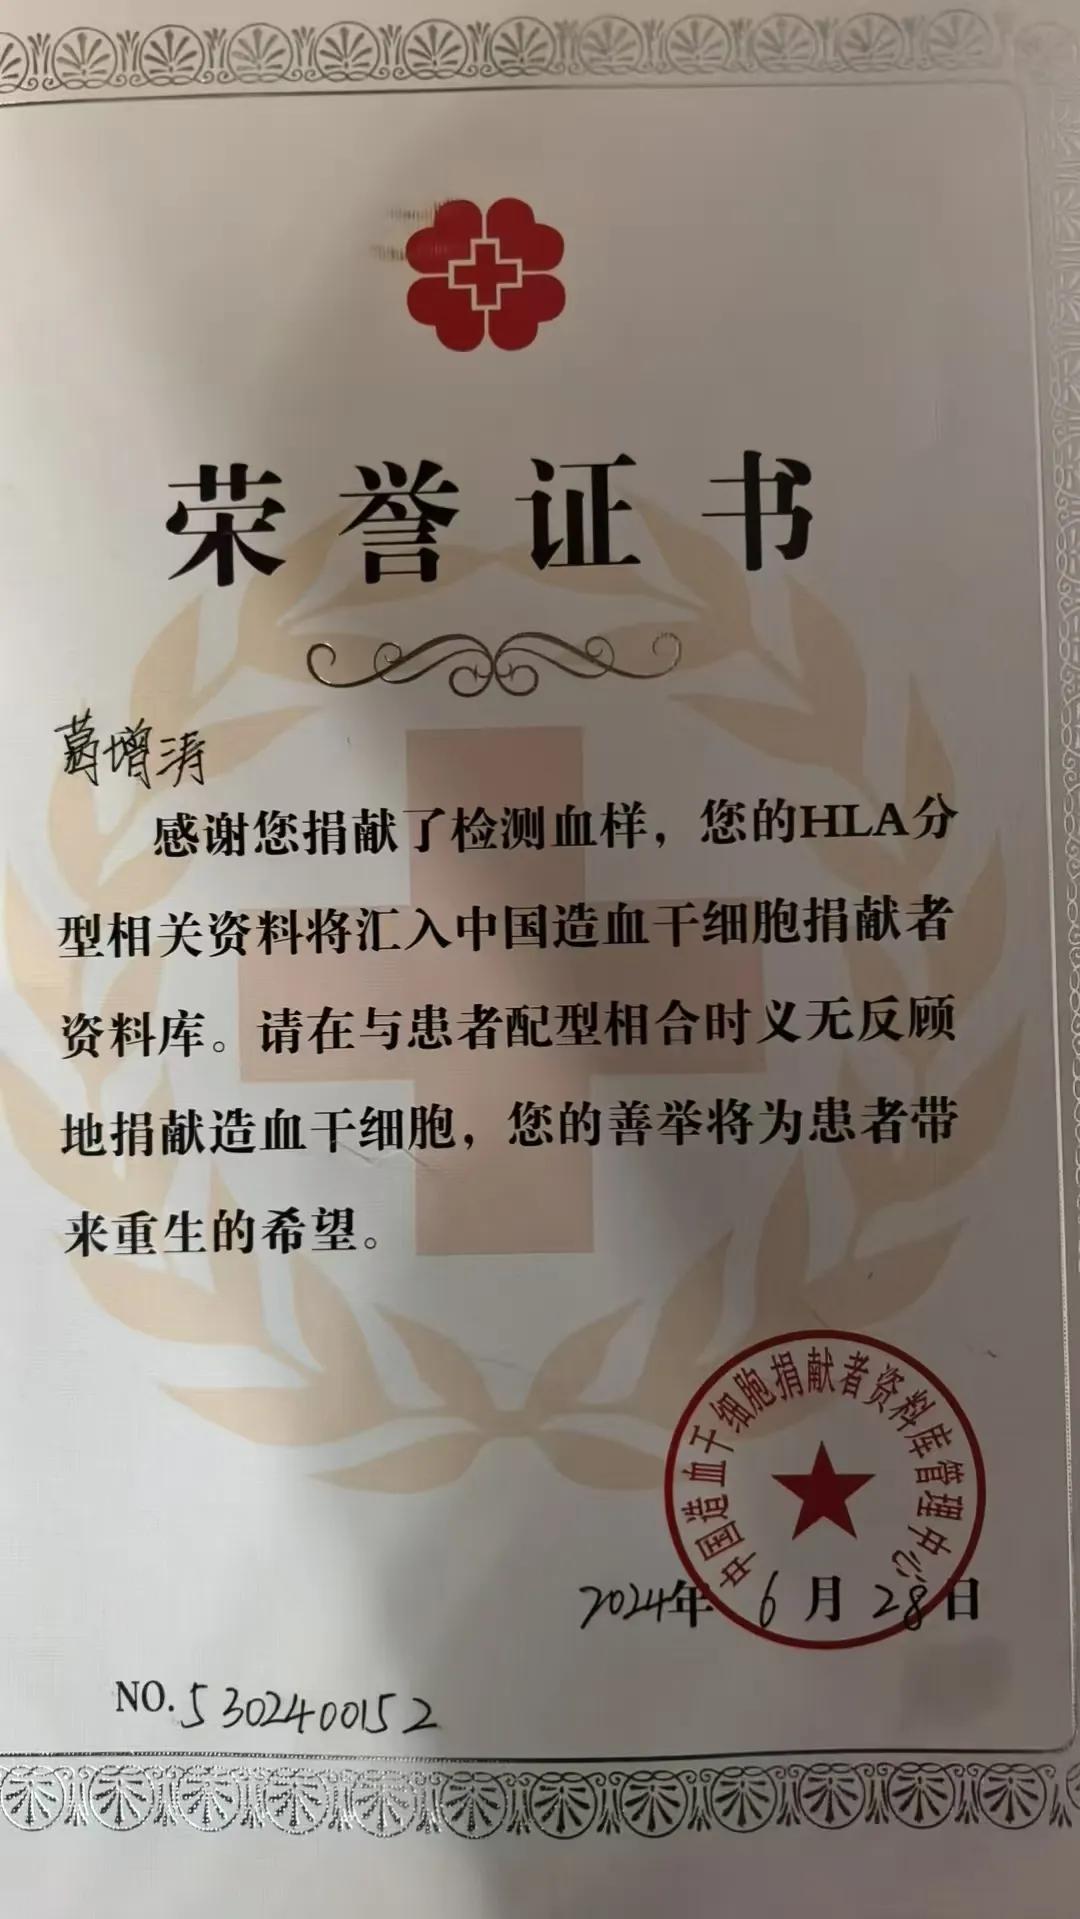 荣誉证书
葛增涛
感谢您捐献了检测血样，您的HLA分
型相关资料将汇入中国造血干细胞捐献者
资料库。请在与患者配型相合时义无反顾
地捐献造血干细胞，您的善举将为患者带
来重生的希望。
中国造血干细胞捐献者资料库管理中心
2024年 6 月 28 日
NO.5302400152